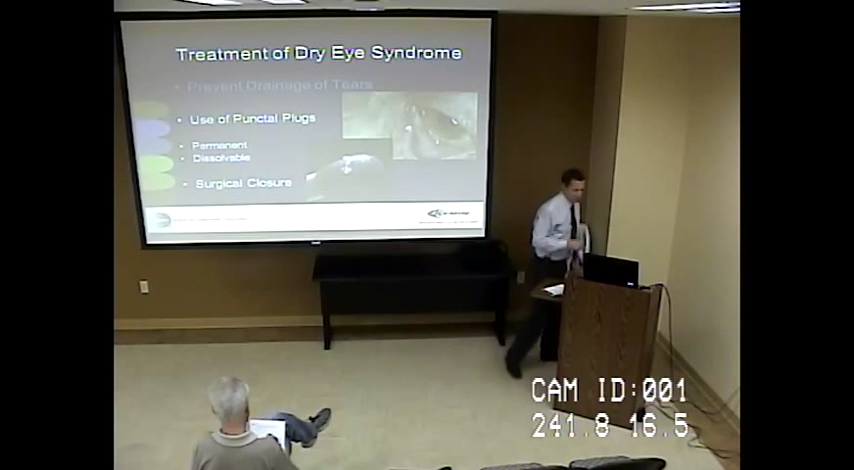 Treatment of Dry Eye Syndrome
• Prevent Drainage of Tears
• Use of Punctal Plugs
• Permanent
• Dissolvable
• Surgical Closure
CAM ID:001
241.8 16.5